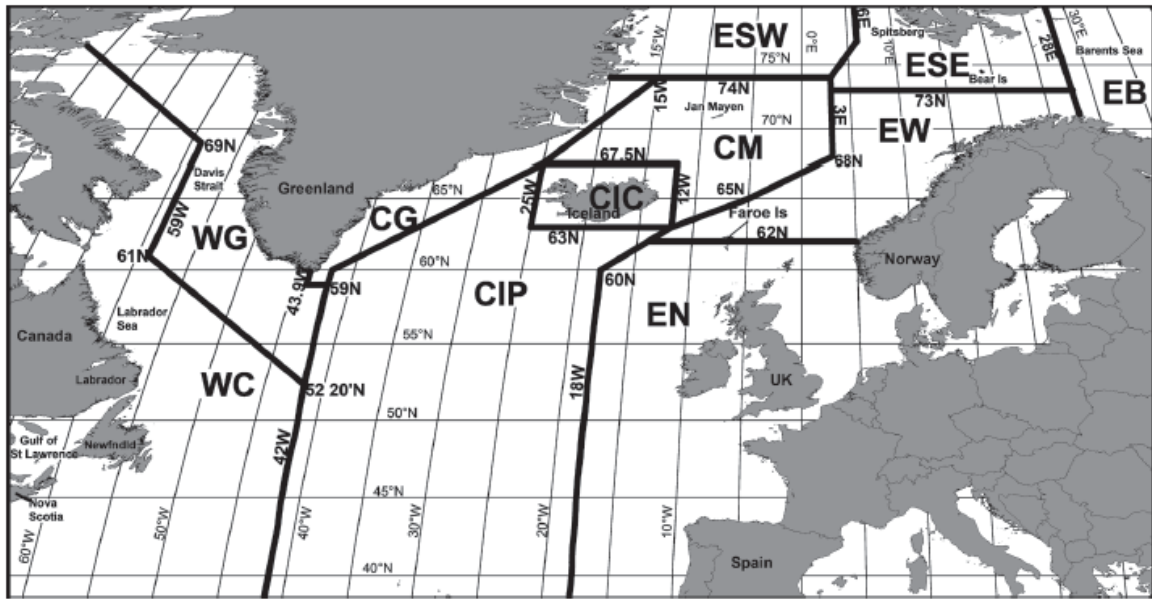 ESW
15°W
0°E
6E
Spitsberg
10°E
28E
30°E
Barents Sea
75°N
ESE
Bear Is
74N
15W
73N
EB
Jan Mayen
3E
70°N
EW
CM
69N
Davis
Strait
67.5N
68N
Greenland
65°N
25W
CIC
Iceland
12W
65N
59W
CG
Faroe Is
WG
63N
62N
61N
60°N
Norway
43.9W
59N
60N
CIP
EN
Labrador
Sea
Canada
55°N
WC
Labrador
52 20'N
18W
UK
50°N
Gulf of
St Lawrence
Newfndld
42W
45°N
Nova
Scotia
60°W
50°W
40°W
30°W
20°W
10°W
40°N
Spain